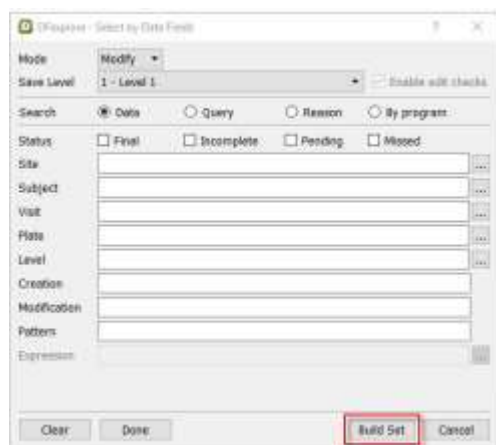 DFexplore - Select by Data Fields ? ×
Mode Modify
Save Level 1 - Level 1 Enable edit checks
Search Data Query Reason By program
Status Final Incomplete Pending Missed
Site ...
Subject ...
Visit ...
Plate ...
Level ...
Creation
Modification
Pattern
Expression ...
Clear Done Build Set Cancel